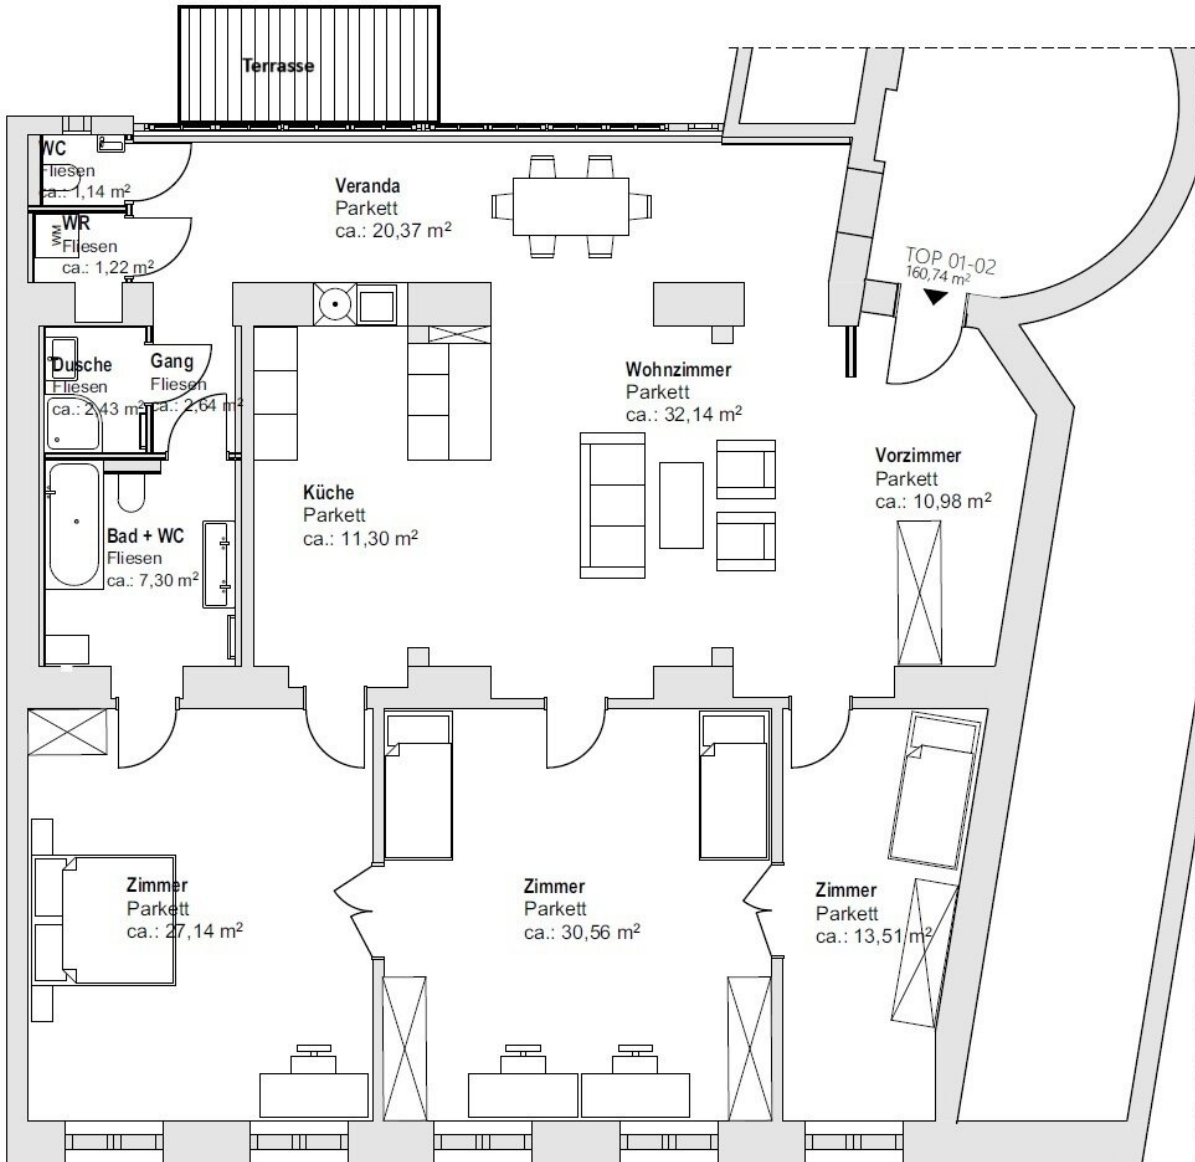 Terrasse
WC
Fliesen
ca.: 1,14 m²
WR
WM
Fliesen
ca.: 1,22 m²
Veranda
Parkett
ca.: 20,37 m²
TOP 01-02
160,74 m²
Dusche
Fliesen
ca.: 2,43 m²
Gang
Fliesen
ca.: 2,64 m²
Wohnzimmer
Parkett
ca.: 32,14 m²
Vorzimmer
Parkett
ca.: 10,98 m²
Küche
Parkett
ca.: 11,30 m²
Bad + WC
Fliesen
ca.: 7,30 m²
Zimmer
Parkett
ca.: 27,14 m²
Zimmer
Parkett
ca.: 30,56 m²
Zimmer
Parkett
ca.: 13,51 m²